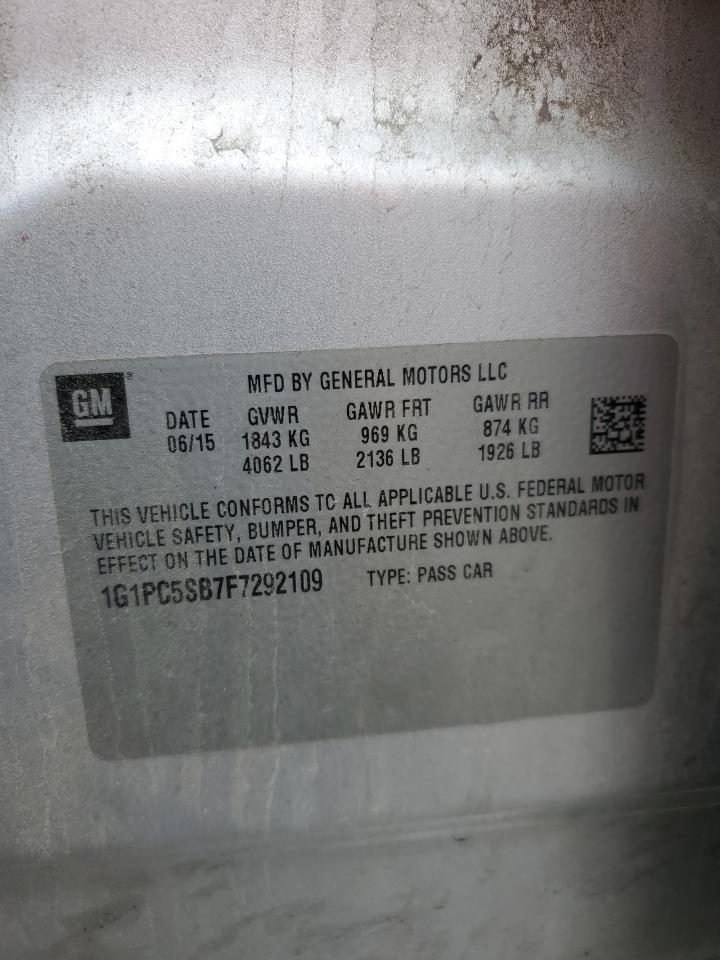 GM®
MFD BY GENERAL MOTORS LLC
DATE GVWR GAWR FRT GAWR RR
06/15 1843 KG 969 KG 874 KG
4062 LB 2136 LB 1926 LB
THIS VEHICLE CONFORMS TO ALL APPLICABLE U.S. FEDERAL MOTOR
VEHICLE SAFETY, BUMPER, AND THEFT PREVENTION STANDARDS IN
EFFECT ON THE DATE OF MANUFACTURE SHOWN ABOVE.
1G1PC5SB7F7292109 TYPE: PASS CAR